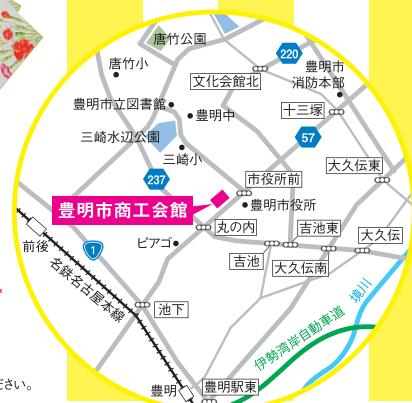 唐竹公園
220
唐竹小
文化会館北
豊明市
消防本部
豊明市立図書館
豊明中
十三塚
三崎水辺公園
57
三崎小
大久伝東
237
市役所前
豊明市商工会館
豊明市役所
丸の内
吉池東
大久伝
前後
1
ピアゴ
吉池
大久伝南
名鉄名古屋本線
境川
池下
伊勢湾岸自動車道
ださい。
豊明
豊明駅東